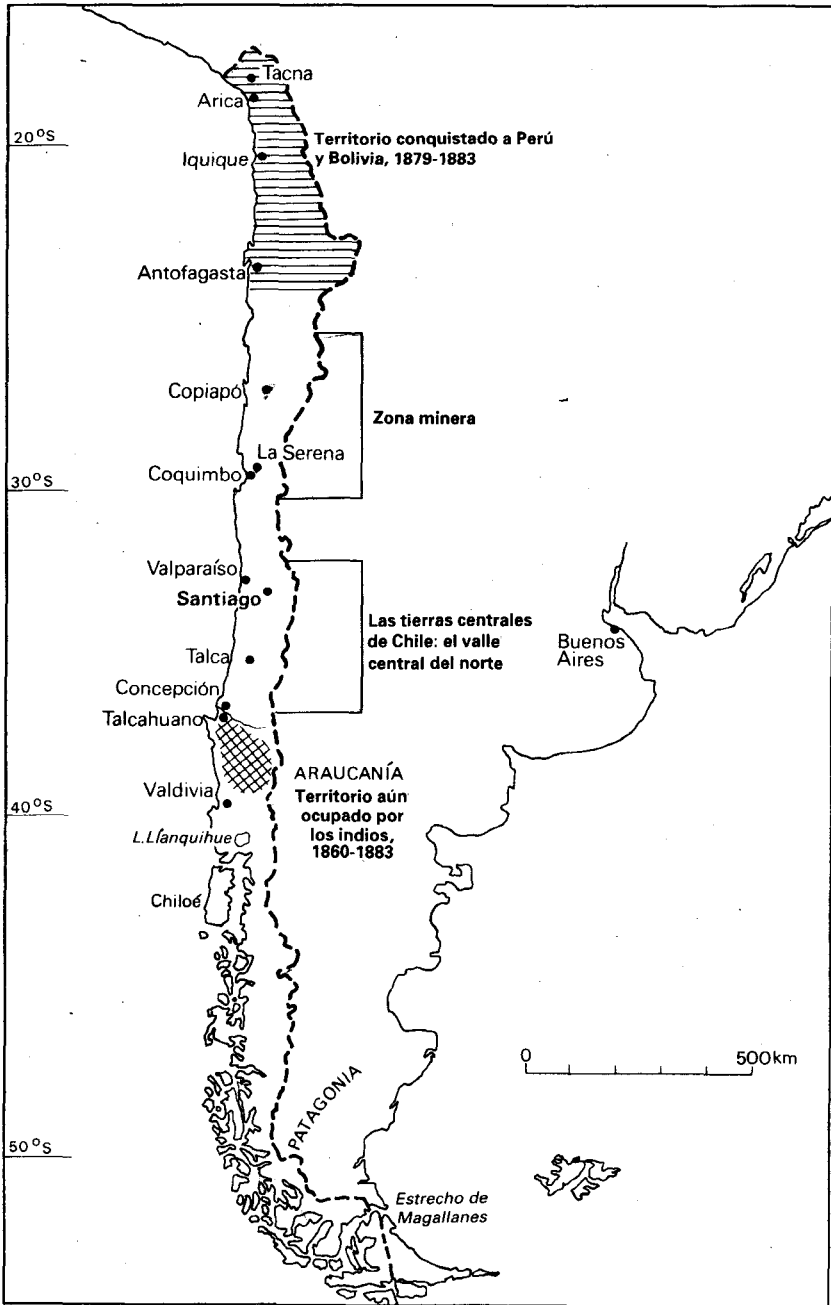 Tacna
Arica
20°S
Territorio conquistado a Perú
y Bolivia, 1879-1883
Iquique
Antofagasta
Copiapó
Zona minera
La Serena
Coquimbo
30°S
Valparaíso
Santiago
Las tierras centrales
de Chile: el valle
central del norte
Buenos
Aires
Talca
Concepción
Talcahuano
ARAUCANÍA
Territorio aún
ocupado por
los indios,
1860-1883
Valdivia
40°S
L.Llanquihue
Chiloé
0
500km
PATAGONIA
50°S
Estrecho de
Magallanes